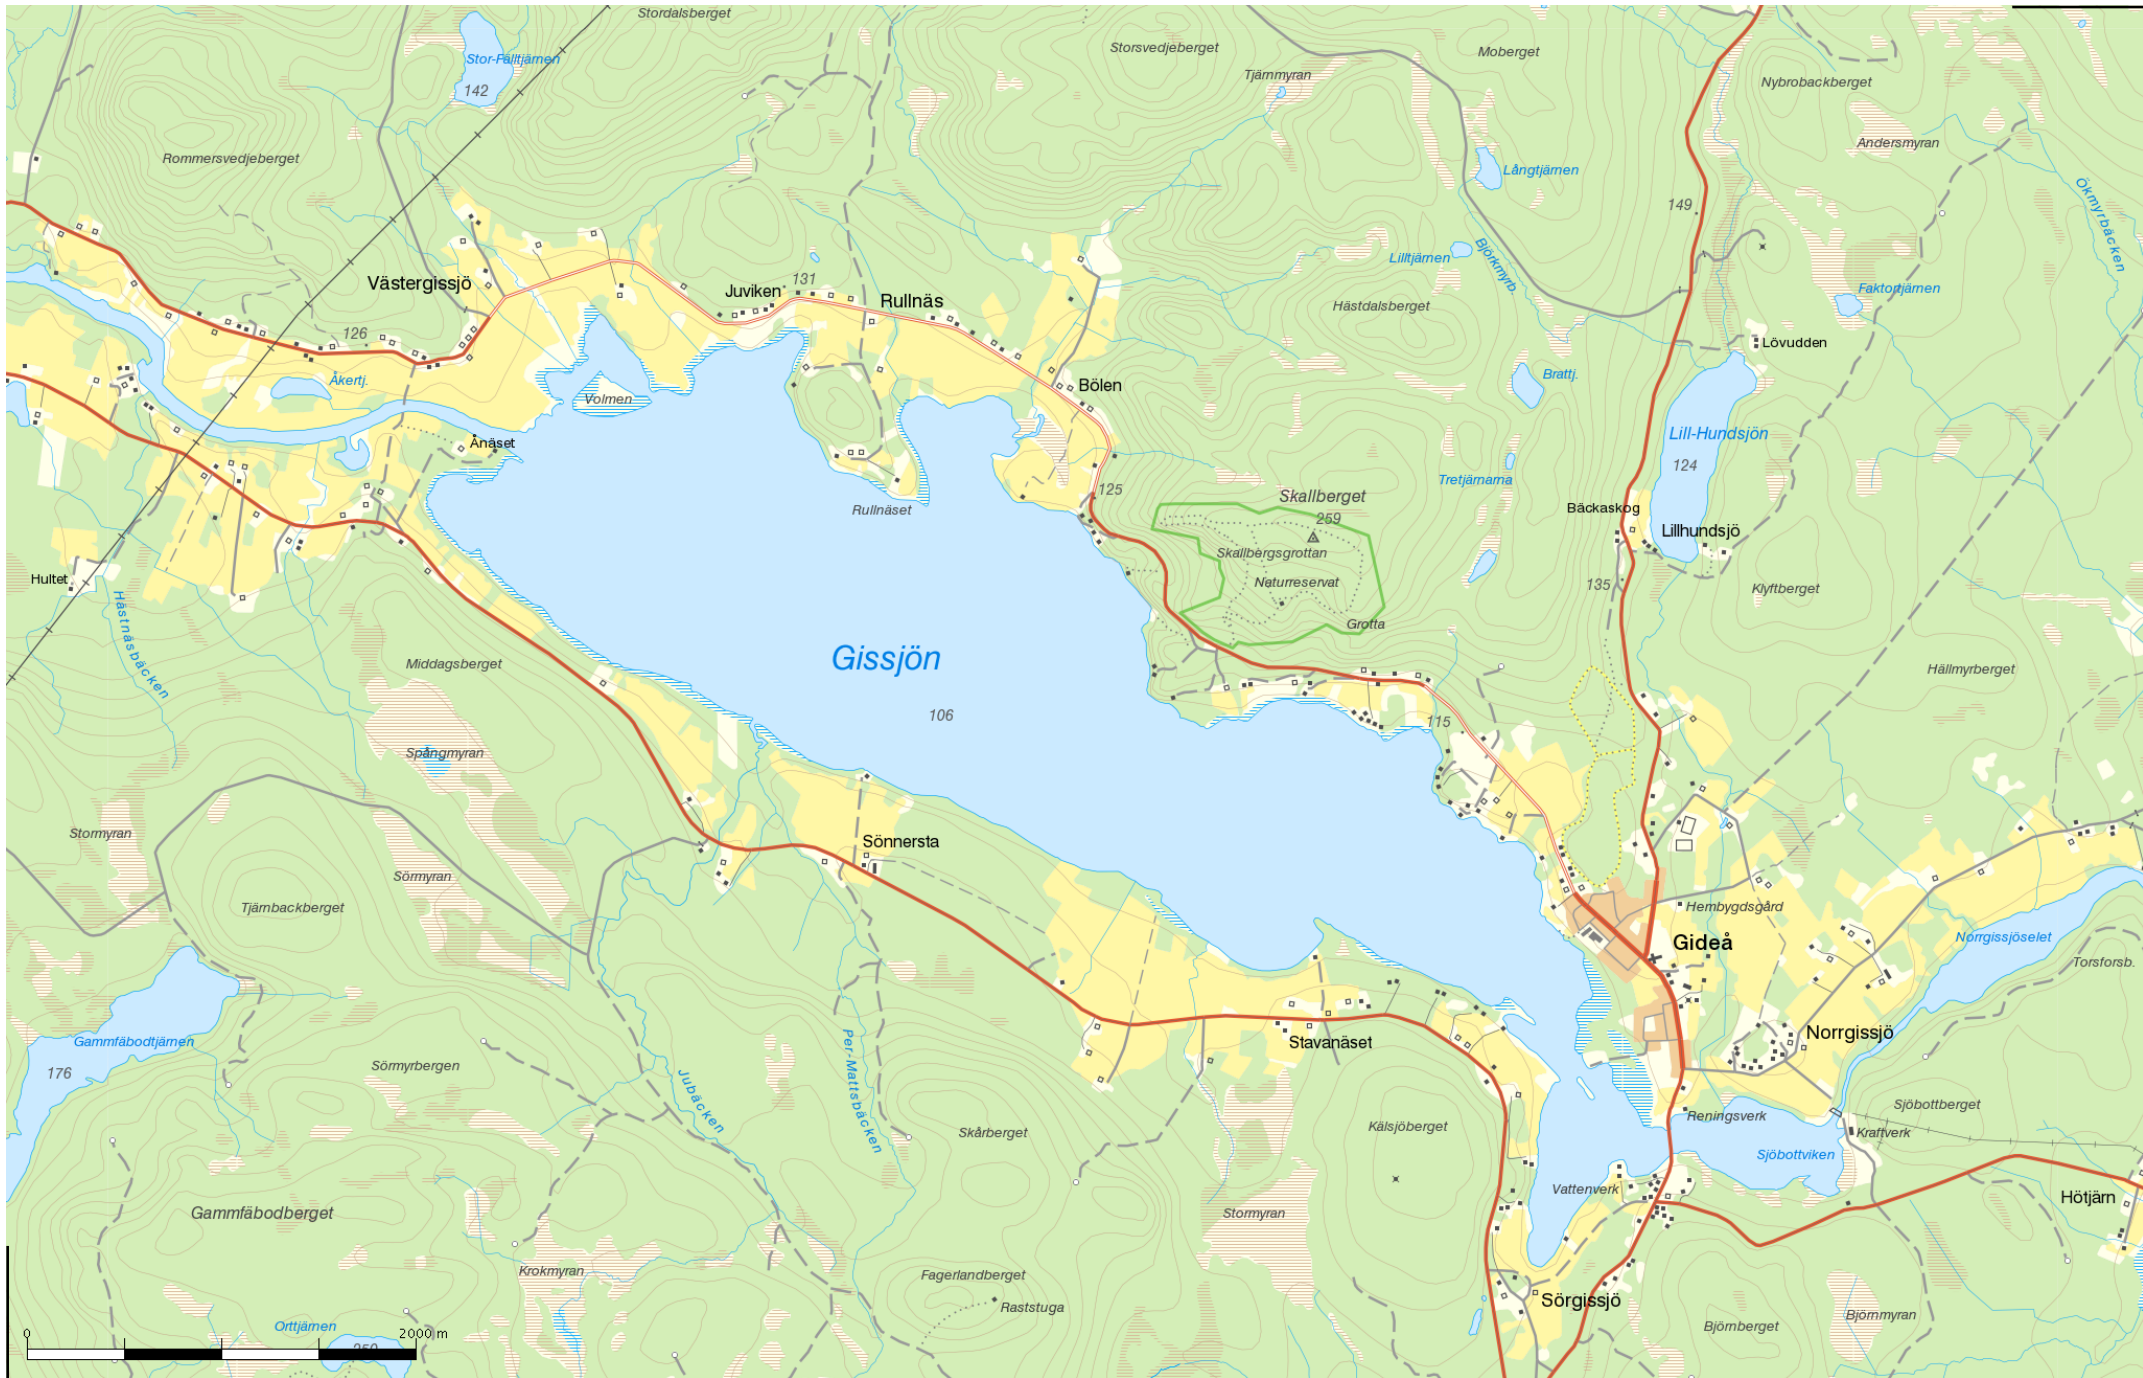 Stordalsberget
Storsvedjeberget
Moberget
Stor-Fälltjärnen
Tjärnmyran
Nybrobackberget
142
Andersmyran
Rommersvedjeberget
Långtjärnen
149
Ökmyrbäcken
Björkmyrb.
Lilltjärnen
Västergissjö
131
Juviken
Rullnäs
Faktortjärnen
Hästdalsberget
126
Lövudden
Åkertj.
Brattj.
Bölen
Volmen
Lill-Hundsjön
Ånäset
124
Tretjärnarna
125
Skallberget
Rullnäset
259
Bäckaskog
Lillhundsjö
Skallbergsgrottan
Hultet
Naturreservat
135
Klyftberget
Hästnäsbäcken
Grotta
Gissjön
Middagsberget
Hällmyrberget
106
115
Spångmyran
Stormyran
Sönnersta
Sörmyran
Tjärnbackberget
Hembygdsgård
Gideå
Norrgissjöselet
Torsforsb.
Gammfäbodtjärnen
Norrgissjö
Stavanäset
176
Sörmyrbergen
Jubäcken
Per-Mattsbäcken
Sjöbottberget
Reningsverk
Kälsjöberget
Skårberget
Kraftverk
Sjöbottviken
Vattenverk
Hötjärn
Gammfäbodberget
Stormyran
Krokmyran
Fagerlandberget
Raststuga
Sörgissjö
Björnmyran
Orttjärnen
Björnberget
0
2000 m
250